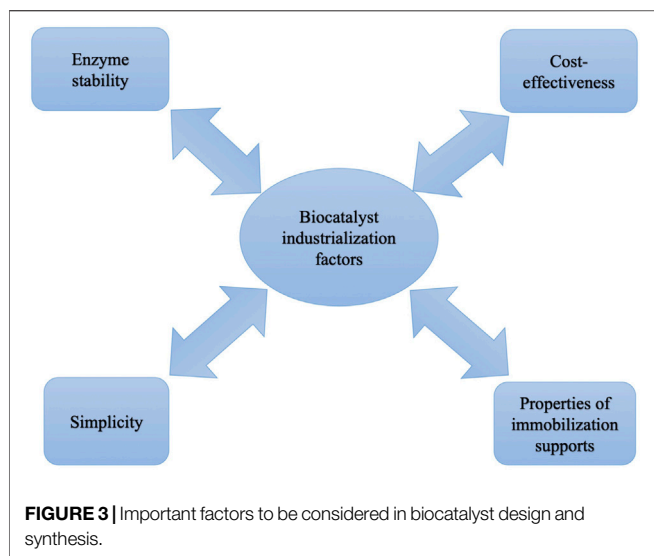 Enzyme
stability
Cost-
effectiveness
Biocatalyst
industrialization
factors
Simplicity
Properties of
immobilization
supports
FIGURE 3 | Important factors to be considered in biocatalyst design and
synthesis.